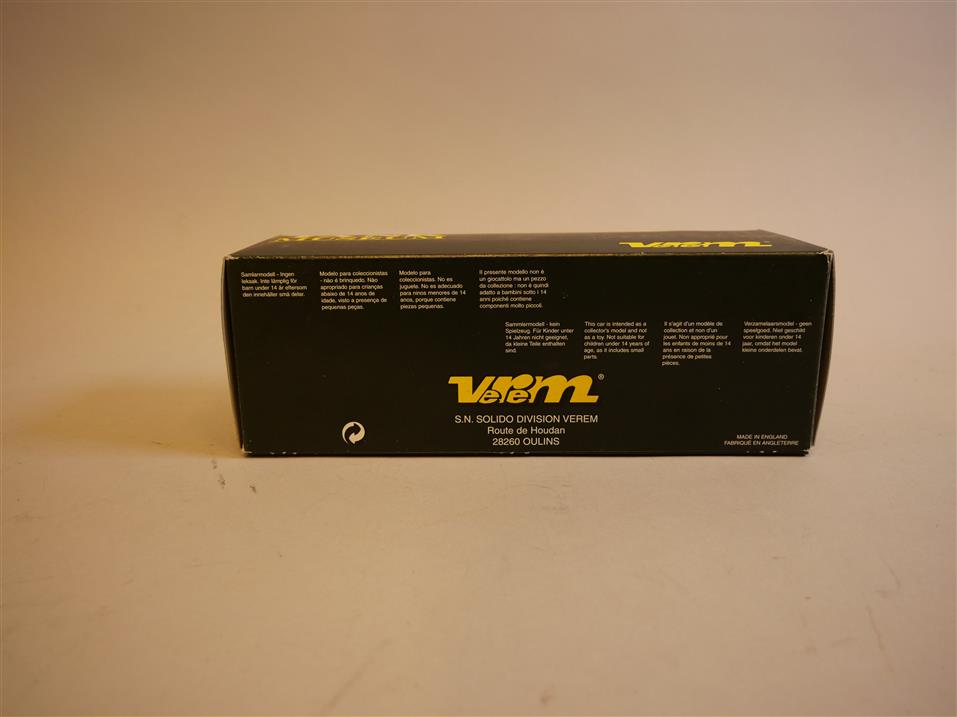 MUSEUM
Verem
Samlarmodell - Ingen
leksak. Inte lämplig för
barn under 14 år eftersom
den innehåller små delar.
Modelo para coleccionistas
- não é brinquedo. Não
apropriado para crianças
abaixo de 14 anos de
idade, visto a presença de
pequenas peças.
Modelo para
coleccionistas. No es
juguete. No es adecuado
para ninos menores de 14
anos, porque contiene
piezas pequenas.
Il presente modello non è
un giocattolo ma un pezzo
da collezione : non è quindi
adatto a bambini sotto i 14
anni poiché contiene
componenti molto piccoli.
Sammlermodell - kein
Spielzeug. Für Kinder unter
14 Jahren nicht geeignet,
da kleine Teile enthalten
sind.
This car is intended as a
collector's model and not
as a toy. Not suitable for
children under 14 years of
age, as it includes small
parts.
Il s'agit d'un modèle de
collection et non d'un
jouet. Non approprié pour
les enfants de moins de 14
ans en raison de la
présence de petites
pièces.
Verzamelaarsmodel - geen
speelgoed. Niet geschikt
voor kinderen onder 14
jaar, omdat het model
kleine onderdelen bevat.
Verem®
S.N. SOLIDO DIVISION VEREM
Route de Houdan
28260 OULINS
MADE IN ENGLAND
FABRIQUÉ EN ANGLETERRE